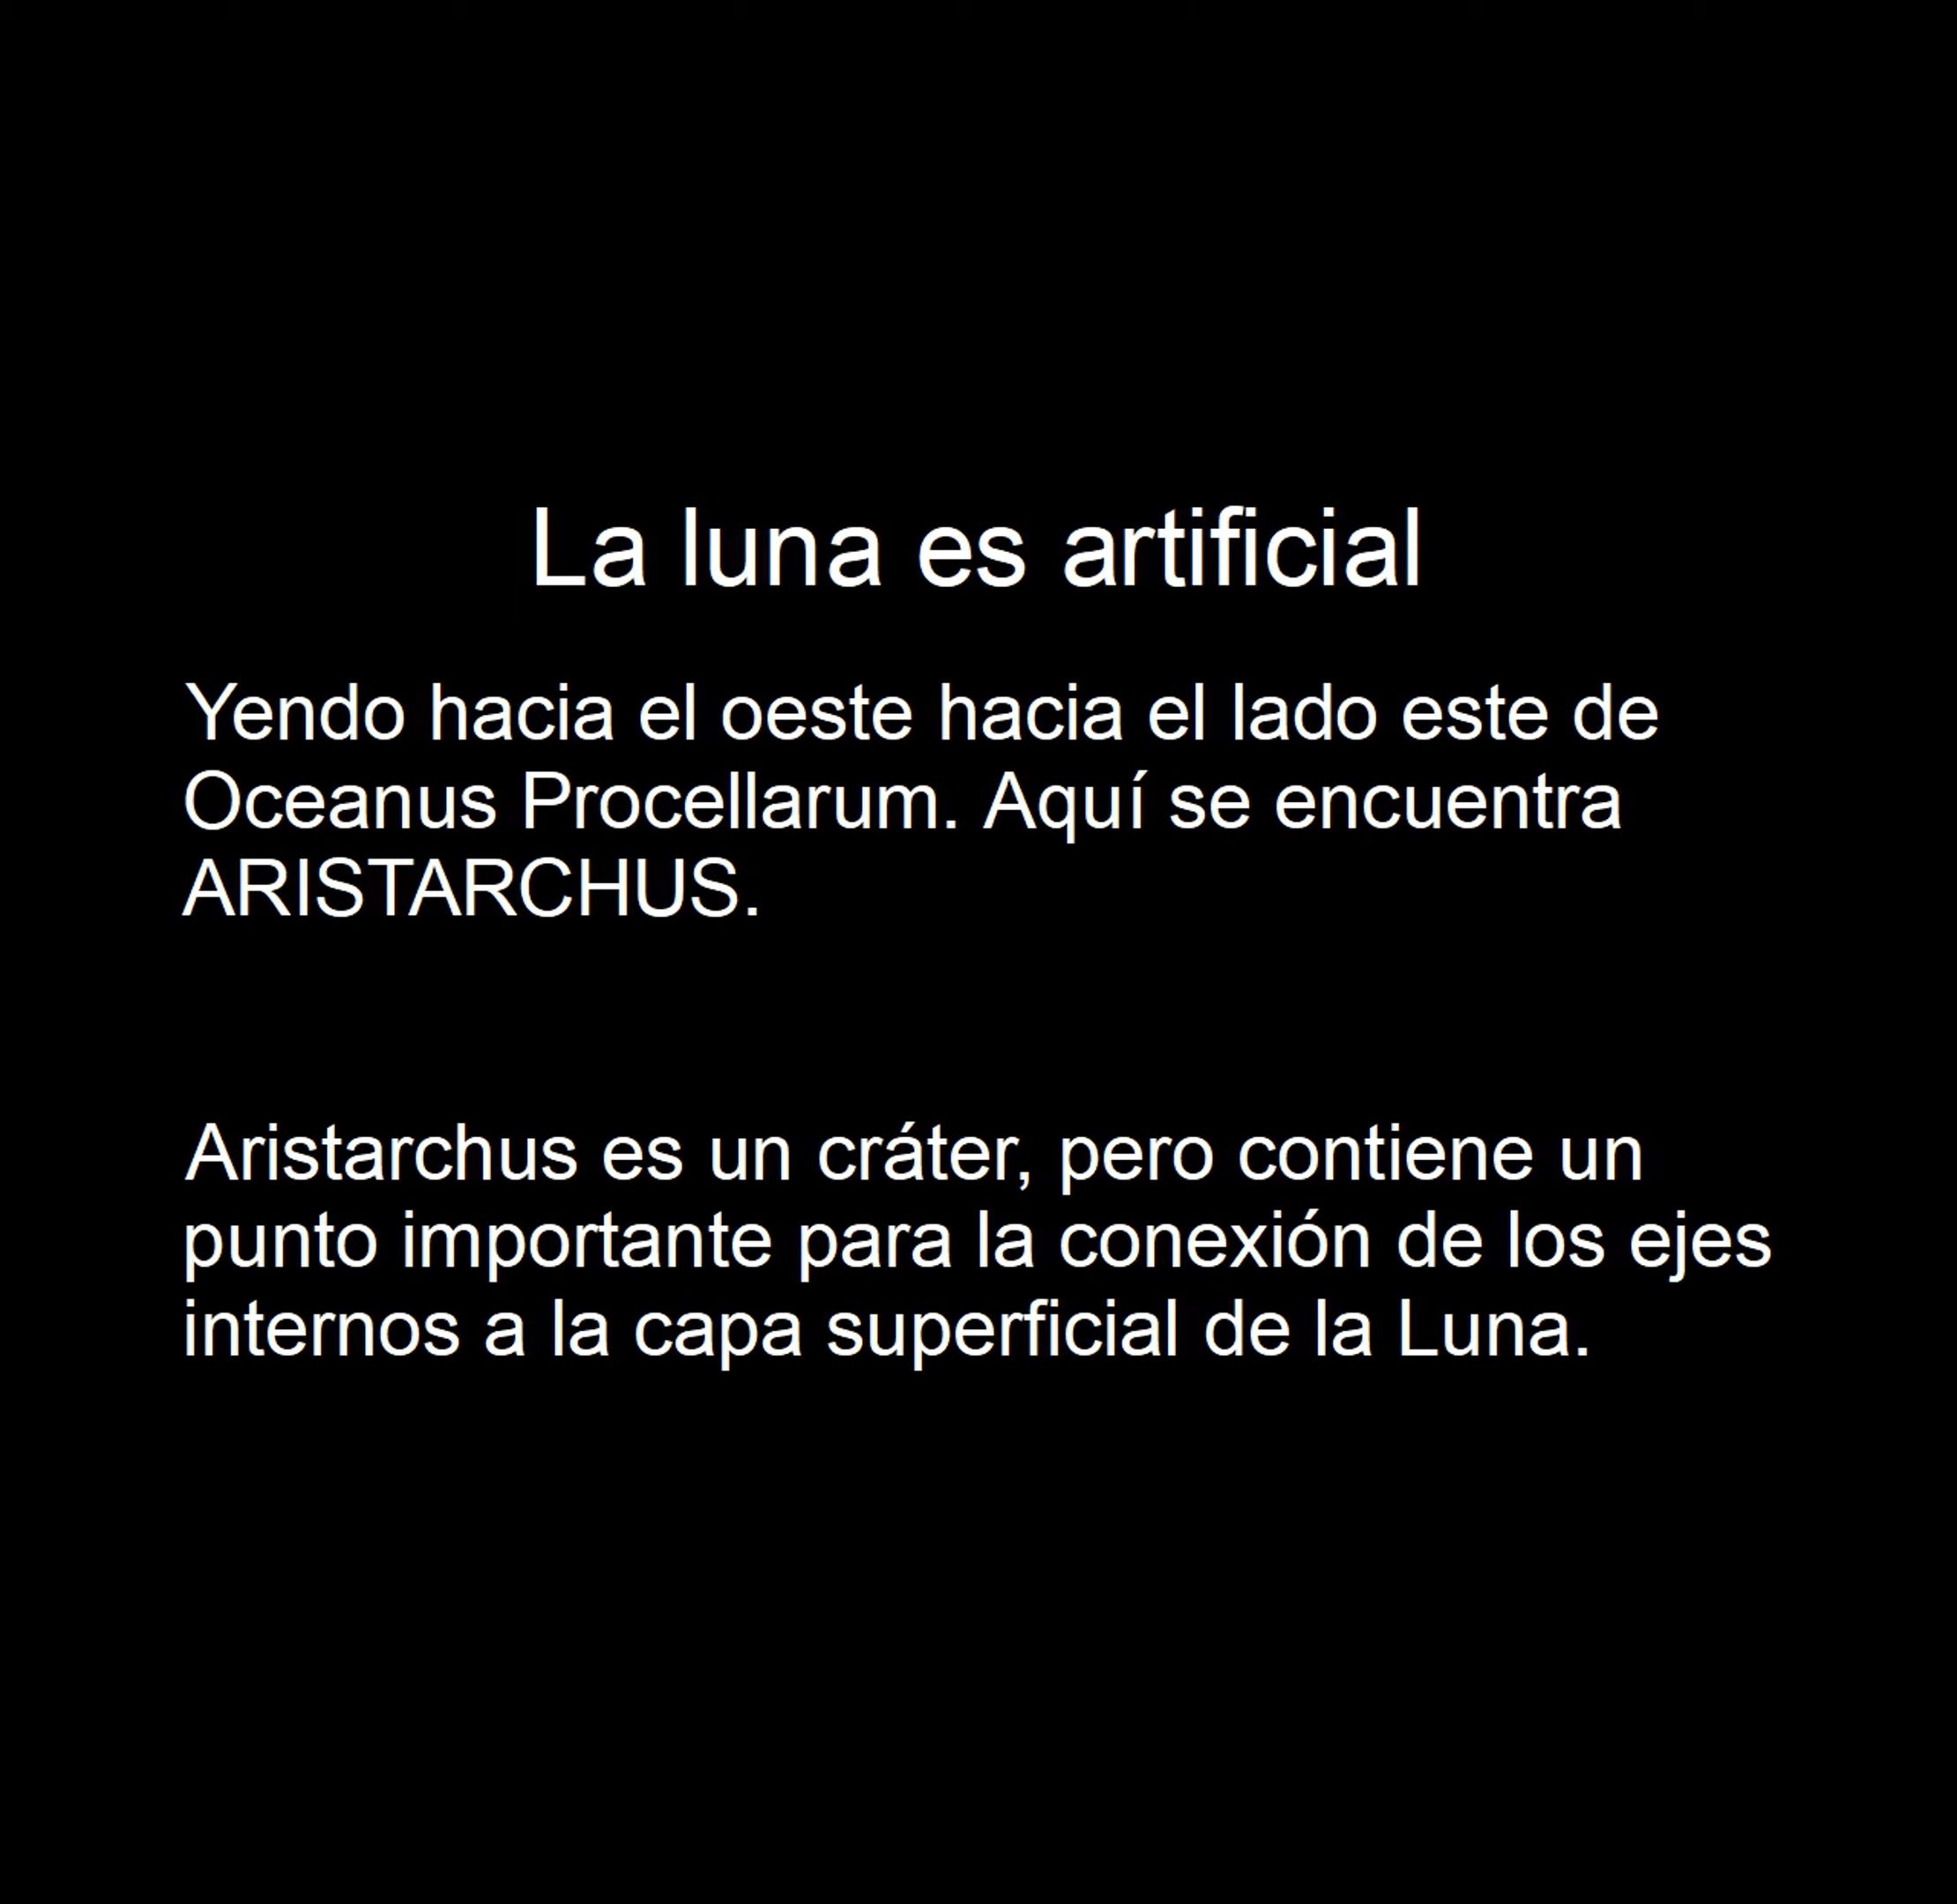 La luna es artificial
Yendo hacia el oeste hacia el lado este de
Oceanus Procellarum. Aquí se encuentra
ARISTARCHUS.
Aristarchus es un cráter, pero contiene un
punto importante para la conexión de los ejes
internos a la capa superficial de la Luna.